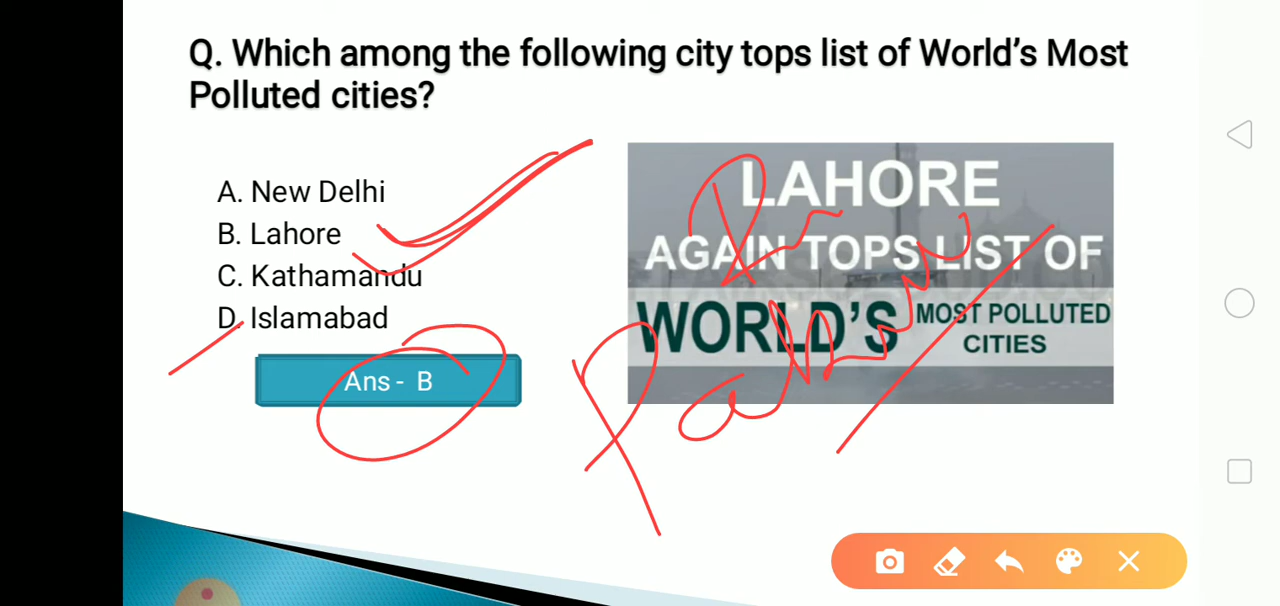 Q. Which among the following city tops list of World’s Most
Polluted cities?
A. New Delhi
B. Lahore
C. Kathamandu
D. Islamabad
Ans - B
LAHORE
AGAIN TOPS LIST OF
WORLD’S MOST POLLUTED
CITIES